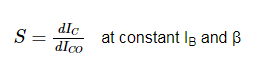 S = dI_C / dI_CO at constant I_B and β